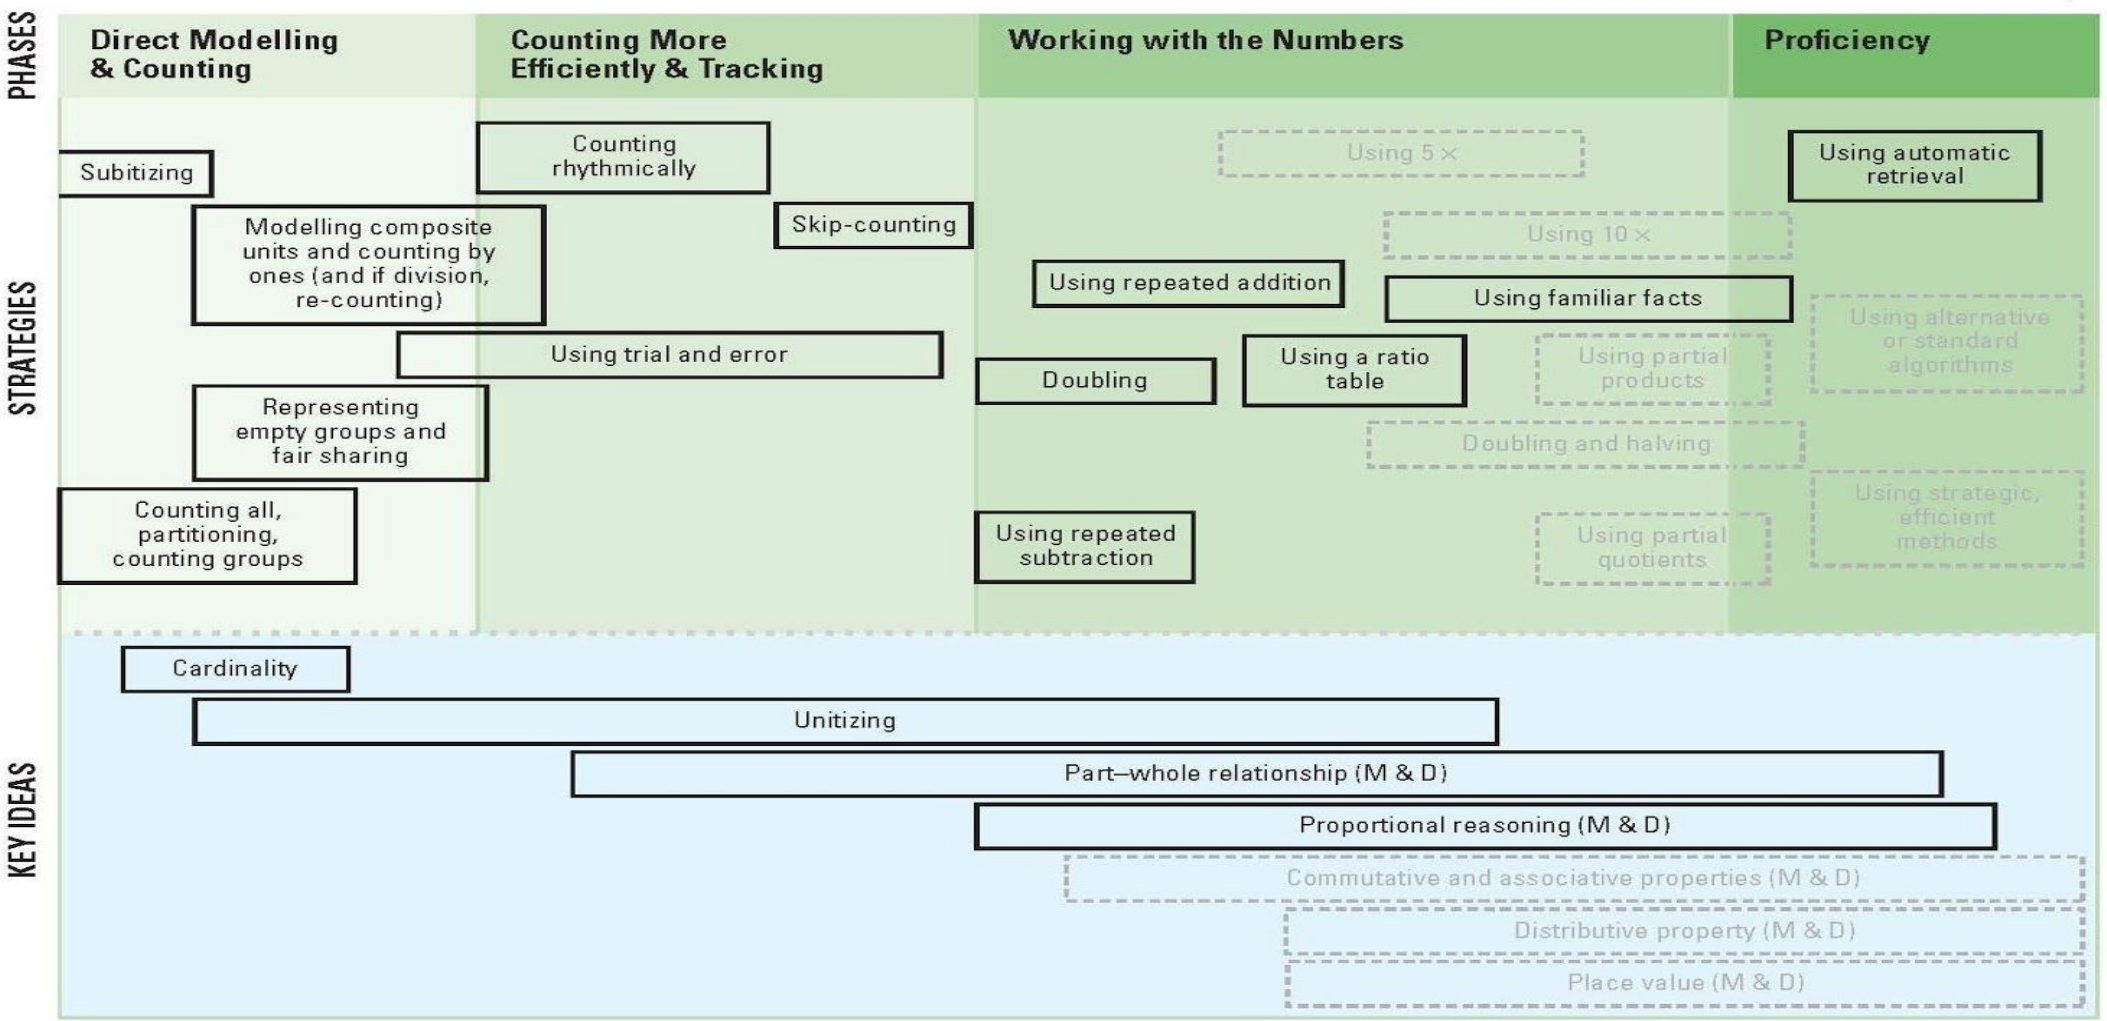 PHASES
Direct Modelling
& Counting
Counting More
Efficiently & Tracking
Working with the Numbers
Proficiency
STRATEGIES
Subitizing
Counting
rhythmically
Using 5 ×
Using automatic
retrieval
Modelling composite
units and counting by
ones (and if division,
re-counting)
Skip-counting
Using 10 ×
Using repeated addition
Using familiar facts
Using alternative
or standard
algorithms
Using trial and error
Doubling
Using a ratio
table
Using partial
products
Representing
empty groups and
fair sharing
Doubling and halving
Counting all,
partitioning,
counting groups
Using repeated
subtraction
Using partial
quotients
Using strategic,
efficient
methods
KEY IDEAS
Cardinality
Unitizing
Part–whole relationship (M & D)
Proportional reasoning (M & D)
Commutative and associative properties (M & D)
Distributive property (M & D)
Place value (M & D)